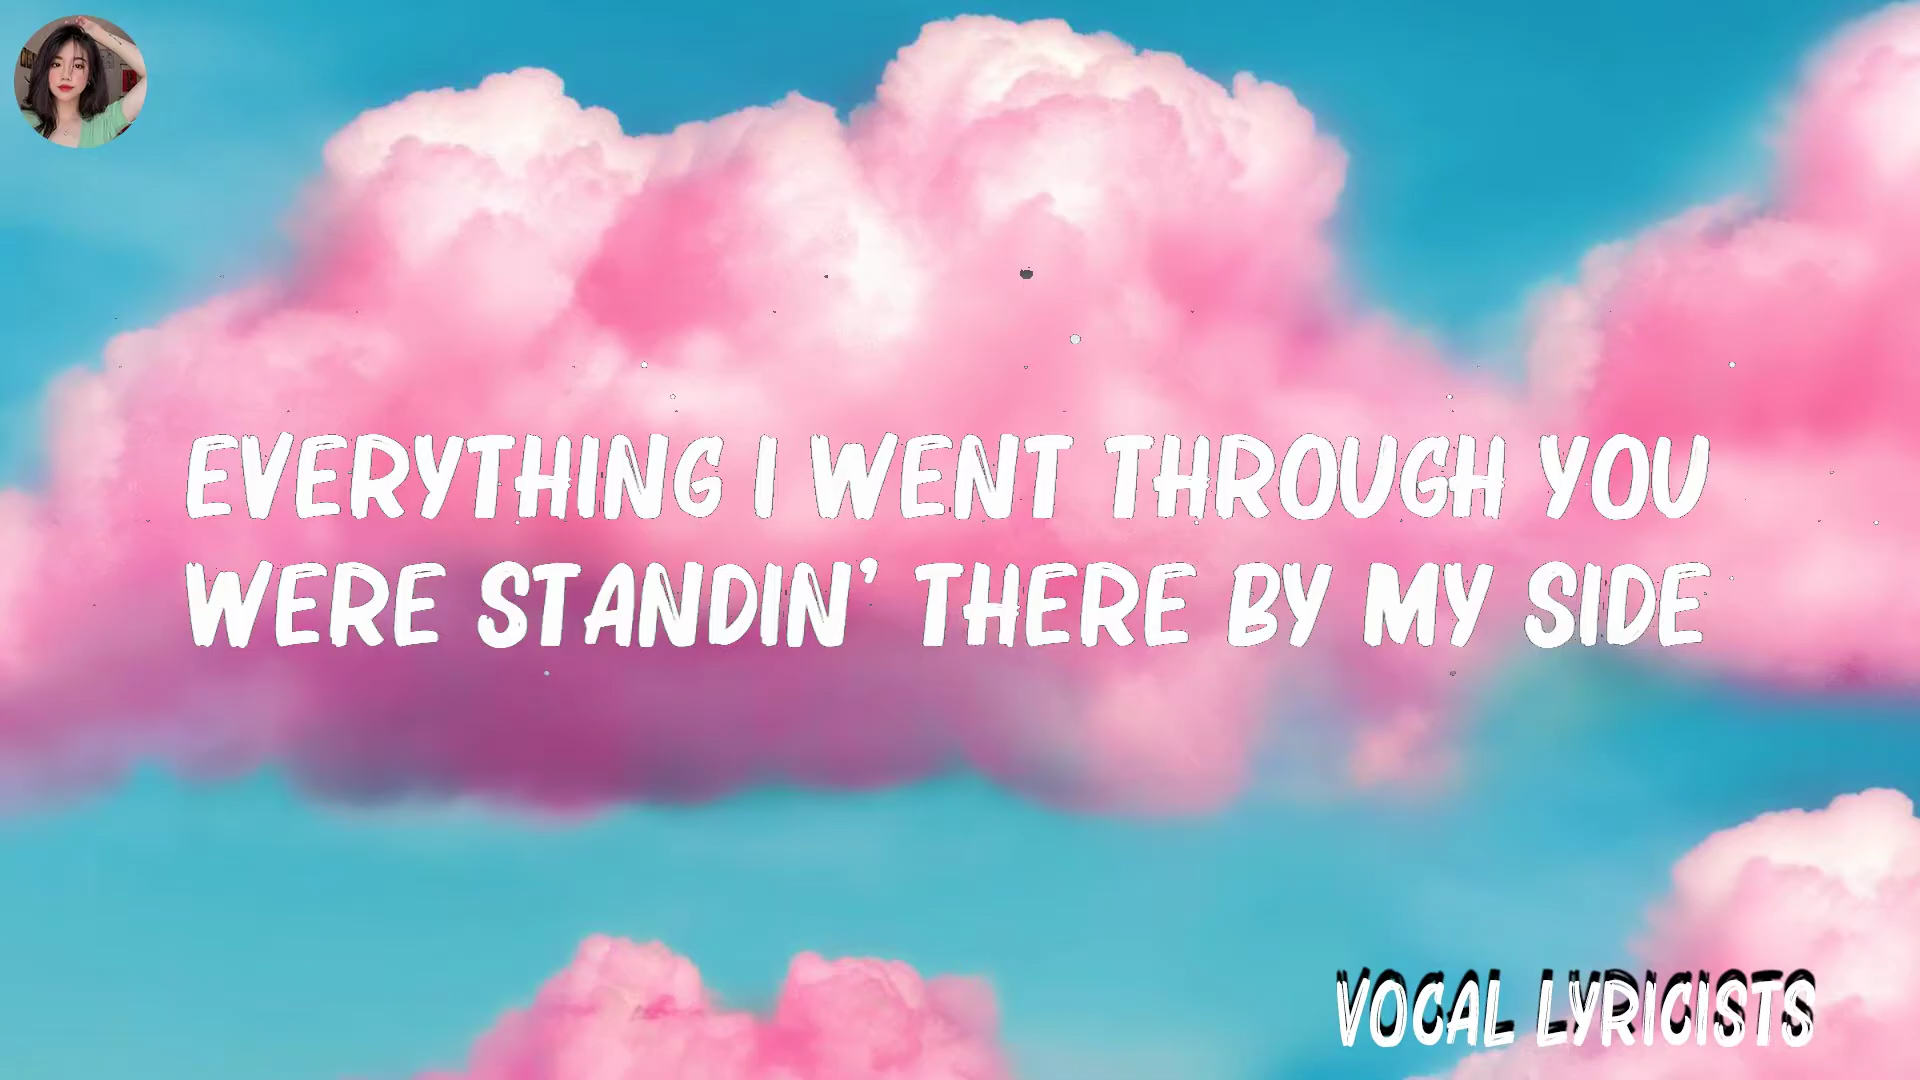 EVERYTHING I WENT THROUGH YOU
WERE STANDIN' THERE BY MY SIDE
VOCAL LYRICISTS